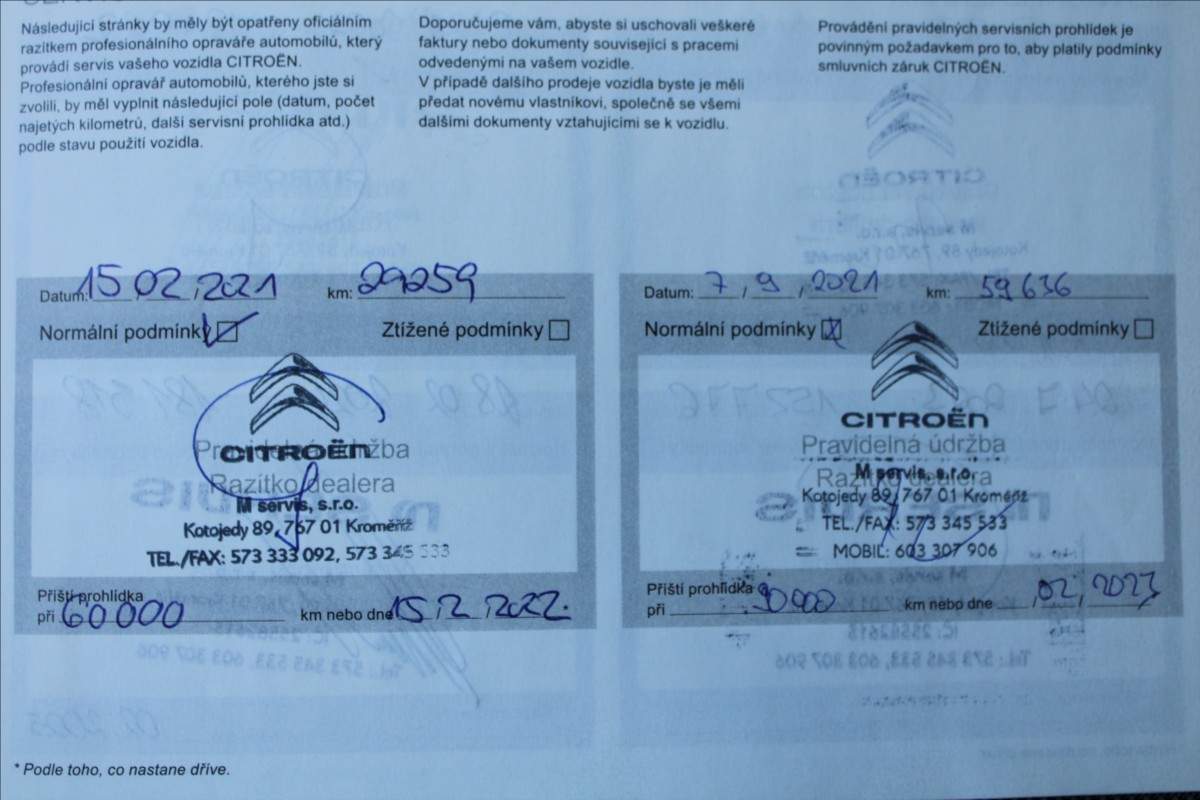 Následující stránky by měly být opatřeny oficiálním
razítkem profesionálního opraváře automobilů, který
provádí servis vašeho vozidla CITROËN.
Profesionální opravář automobilů, kterého jste si
zvolili, by měl vyplnit následující pole (datum, počet
najetých kilometrů, další servisní prohlídka atd.)
podle stavu použití vozidla.
Doporučujeme vám, abyste si uschovali veškeré
faktury nebo dokumenty související s pracemi
odvedenými na vašem vozidle.
V případě dalšího prodeje vozidla byste je měli
předat novému vlastníkovi, společně se všemi
dalšími dokumenty vztahujícími se k vozidlu.
Provádění pravidelných servisních prohlídek je
povinným požadavkem pro to, aby platily podmínky
smluvních záruk CITROËN.
Datum: 15 02 2021 km: 29259
Normální podmínky Ztížené podmínky
CITROËN
Pravidelná údržba
Razítko dealera
M servis, s.r.o.
Kotojedy 89, 767 01 Kroměříž
TEL./FAX: 573 333 092, 573 345 533
Příští prohlídka
při 60 000 km nebo dne 15.2.2022.
Datum: 7 / 9 / 2021 km: 59 636
Normální podmínky Ztížené podmínky
CITROËN
Pravidelná údržba
Razítko dealera
M servis, s.r.o.
Kotojedy 89, 767 01 Kroměříž
TEL./FAX: 573 345 533
MOBIL: 603 307 906
Příští prohlídka
při 90 000 km nebo dne 02, 2023
* Podle toho, co nastane dříve.